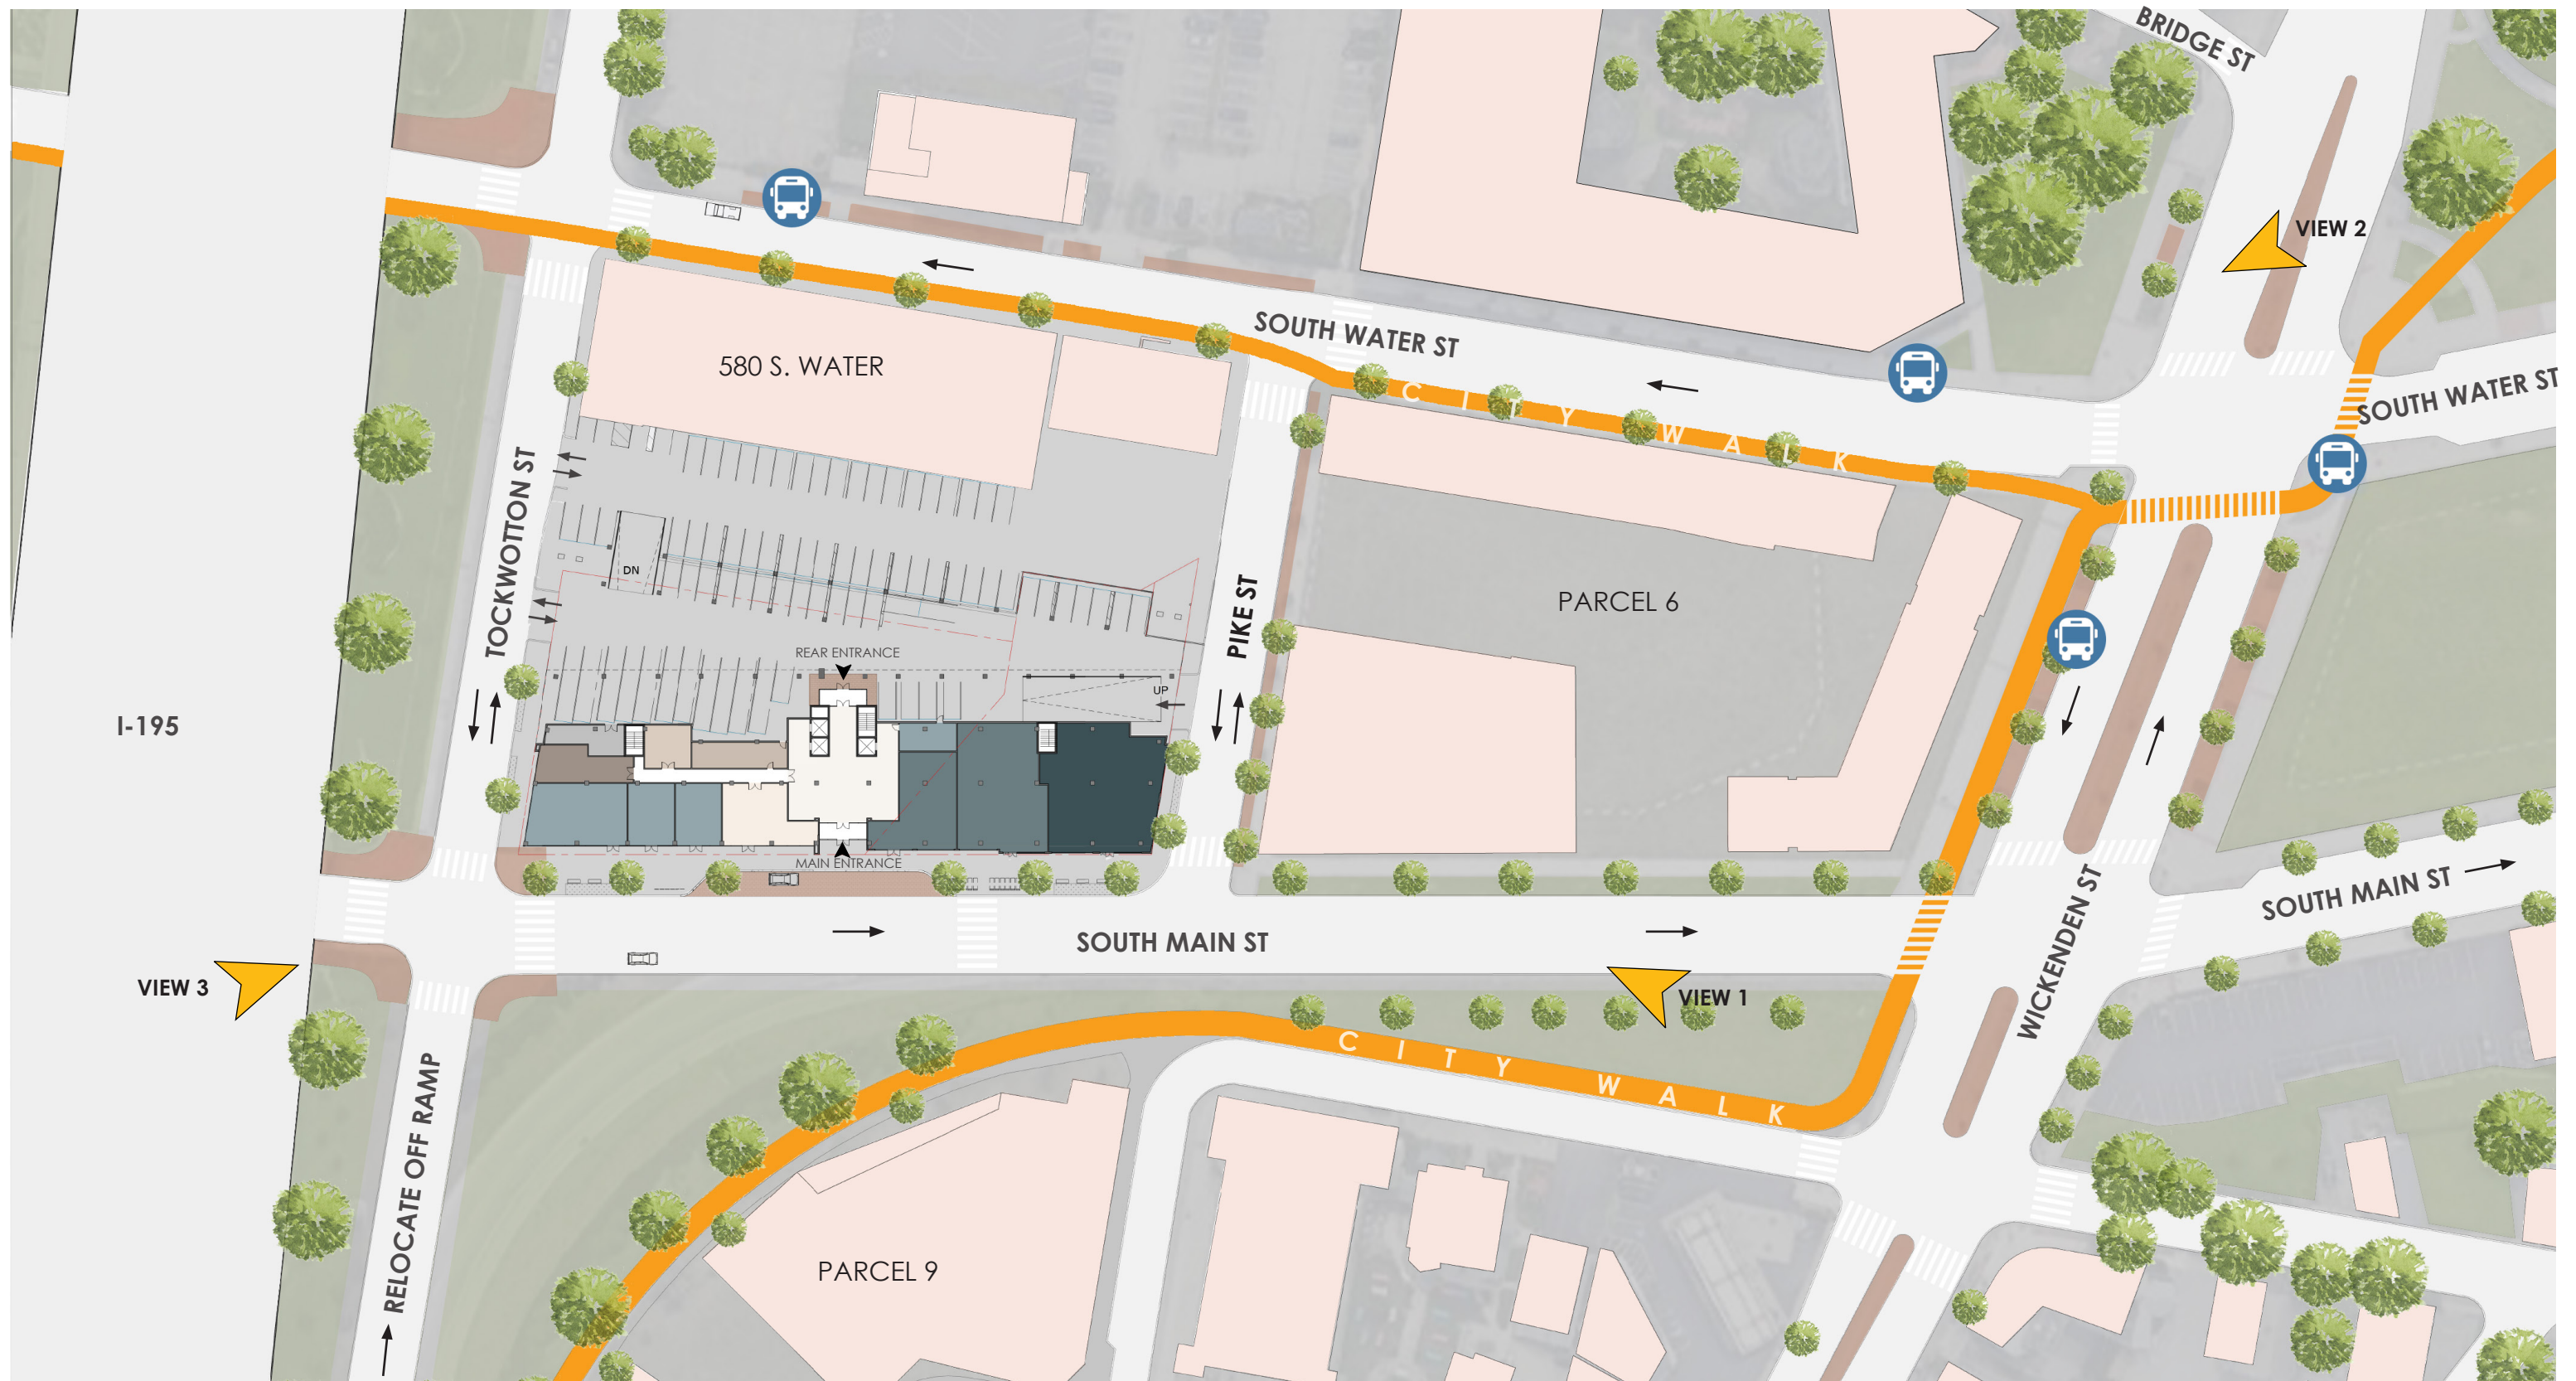 BRIDGE ST
VIEW 2
SOUTH WATER ST
580 S. WATER
CITY WALK
SOUTH WATER ST
TOCKWOTTON ST
DN
PIKE ST
PARCEL 6
REAR ENTRANCE
UP
I-195
MAIN ENTRANCE
SOUTH MAIN ST
SOUTH MAIN ST
WICKENDEN ST
VIEW 3
VIEW 1
CITY WALK
RELOCATE OFF RAMP
PARCEL 9